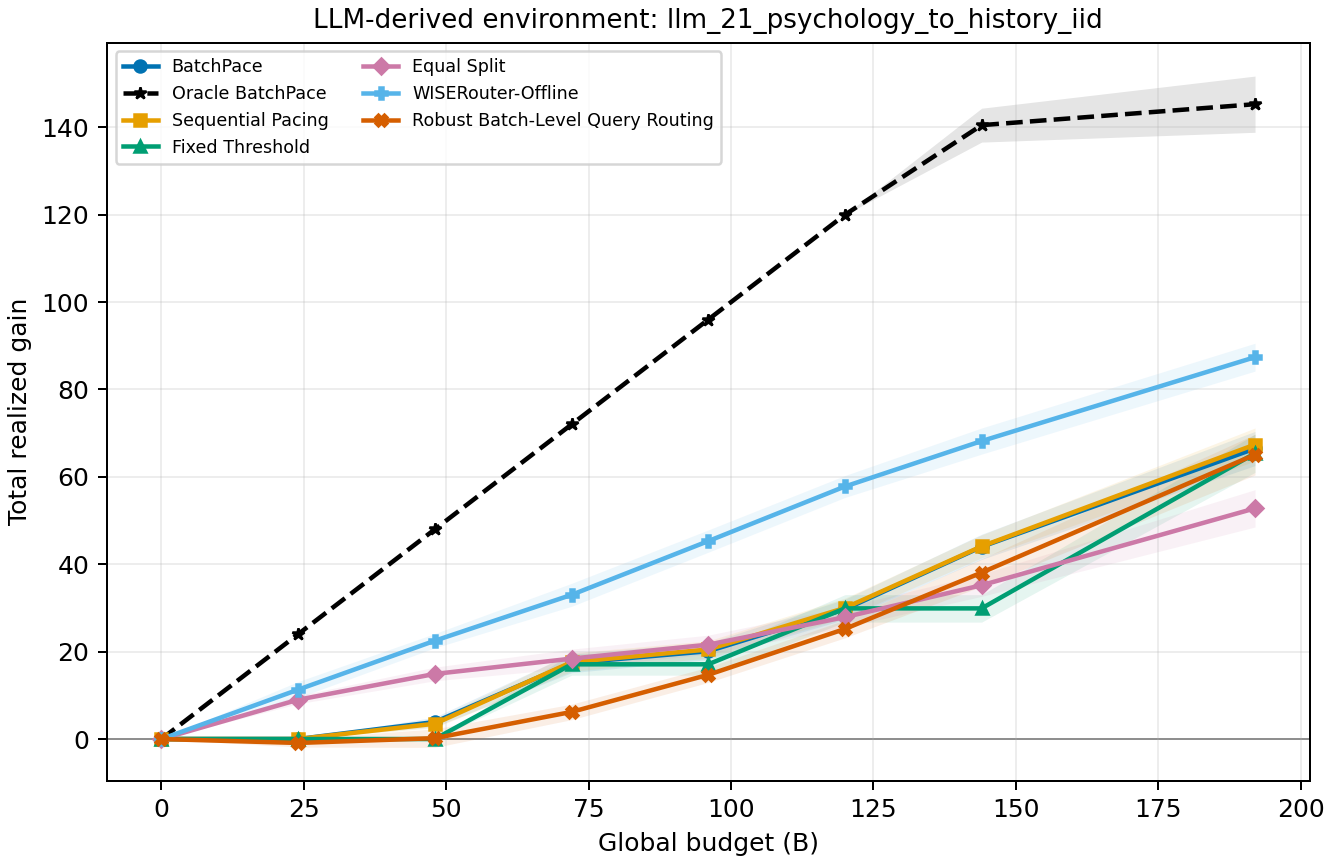 LLM-derived environment: llm_21_psychology_to_history_iid
BatchPace
Oracle BatchPace
Sequential Pacing
Fixed Threshold
Equal Split
WISERouter-Offline
Robust Batch-Level Query Routing
Total realized gain
140
120
100
80
60
40
20
0
0 25 50 75 100 125 150 175 200
Global budget (B)